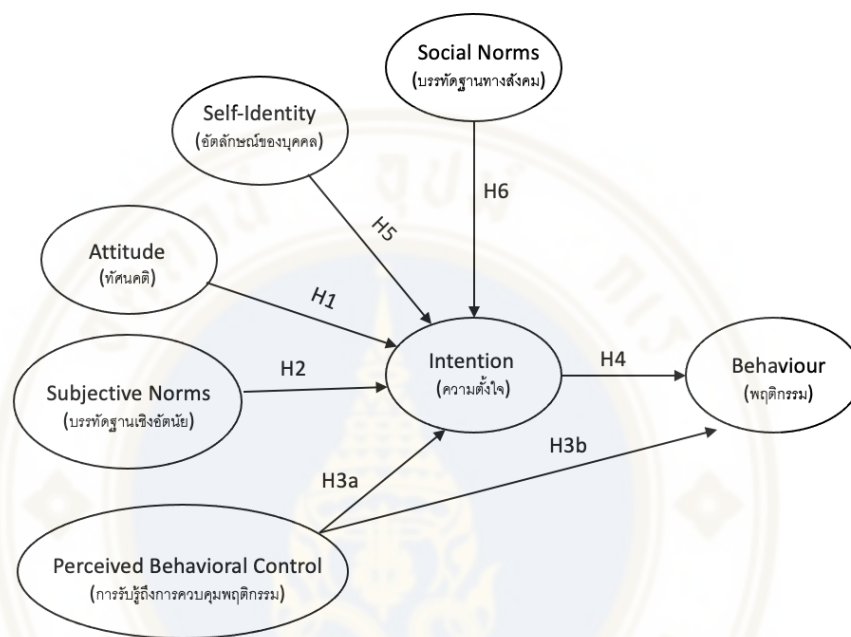 Social Norms
(บรรทัดฐานทางสังคม)
Self-Identity
(อัตลักษณ์ของบุคคล)
H6
H5
Attitude
(ทัศนคติ)
H1
Subjective Norms
(บรรทัดฐานเชิงอัตนัย)
H2
Intention
(ความตั้งใจ)
H4
Behaviour
(พฤติกรรม)
H3a
H3b
Perceived Behavioral Control
(การรับรู้ถึงการควบคุมพฤติกรรม)